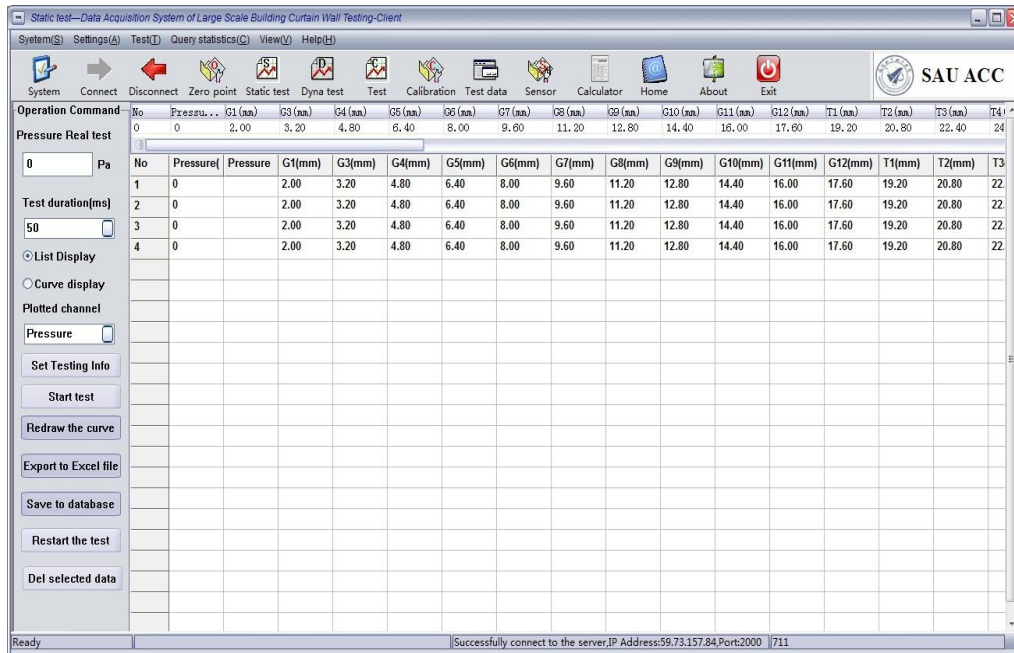 Static test—Data Acquisition System of Large Scale Building Curtain Wall Testing-Client
System(S) Settings(A) Test(T) Query statistics(C) View(V) Help(H)
System Connect Disconnect Zero point Static test Dyna test Test Calibration Test data Sensor Calculator Home About Exit
SAU ACC
Operation Command
Pressure Real test
0 Pa
Test duration(ms)
50
List Display
Curve display
Plotted channel
Pressure
Set Testing Info
Start test
Redraw the curve
Export to Excel file
Save to database
Restart the test
Del selected data
No Pressu... G1(mm) G3(mm) G4(mm) G5(mm) G6(mm) G7(mm) G8(mm) G9(mm) G10(mm) G11(mm) G12(mm) T1(mm) T2(mm) T3(mm) T4(
0 0 2.00 3.20 4.80 6.40 8.00 9.60 11.20 12.80 14.40 16.00 17.60 19.20 20.80 22.40 24
No Pressure( Pressure G1(mm) G3(mm) G4(mm) G5(mm) G6(mm) G7(mm) G8(mm) G9(mm) G10(mm) G11(mm) G12(mm) T1(mm) T2(mm) T3(
1 0 2.00 3.20 4.80 6.40 8.00 9.60 11.20 12.80 14.40 16.00 17.60 19.20 20.80 22.
2 0 2.00 3.20 4.80 6.40 8.00 9.60 11.20 12.80 14.40 16.00 17.60 19.20 20.80 22.
3 0 2.00 3.20 4.80 6.40 8.00 9.60 11.20 12.80 14.40 16.00 17.60 19.20 20.80 22.
4 0 2.00 3.20 4.80 6.40 8.00 9.60 11.20 12.80 14.40 16.00 17.60 19.20 20.80 22.
Ready Successfully connect to the server,IP Address:59.73.157.84,Port:2000 711